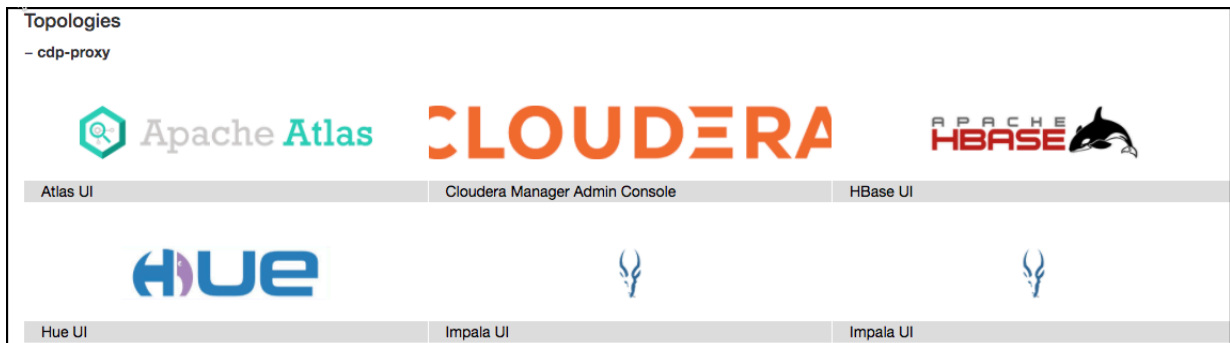 Topologies
– cdp-proxy
Apache Atlas
CLOUDERA
APACHE
HBASE
Atlas UI
Cloudera Manager Admin Console
HBase UI
HUE
Hue UI
Impala UI
Impala UI